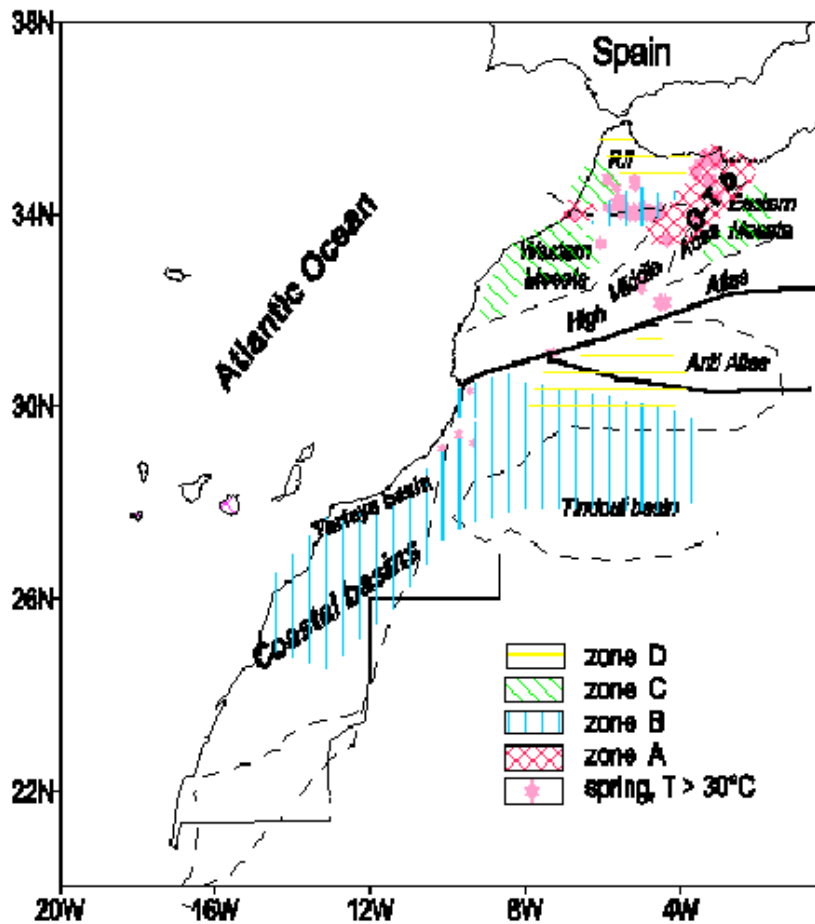 38N
Spain
Rif
34N
O-T b
Eastern
Meseta
Western
Meseta
Middle
Atlas
High
Atlas
Atlantic Ocean
Anti Atlas
30N
Tarfaya basin
Tindouf basin
Coastal basins
26N
zone D
zone C
zone B
zone A
spring, T > 30°C
22N
20W
16W
12W
8W
4W